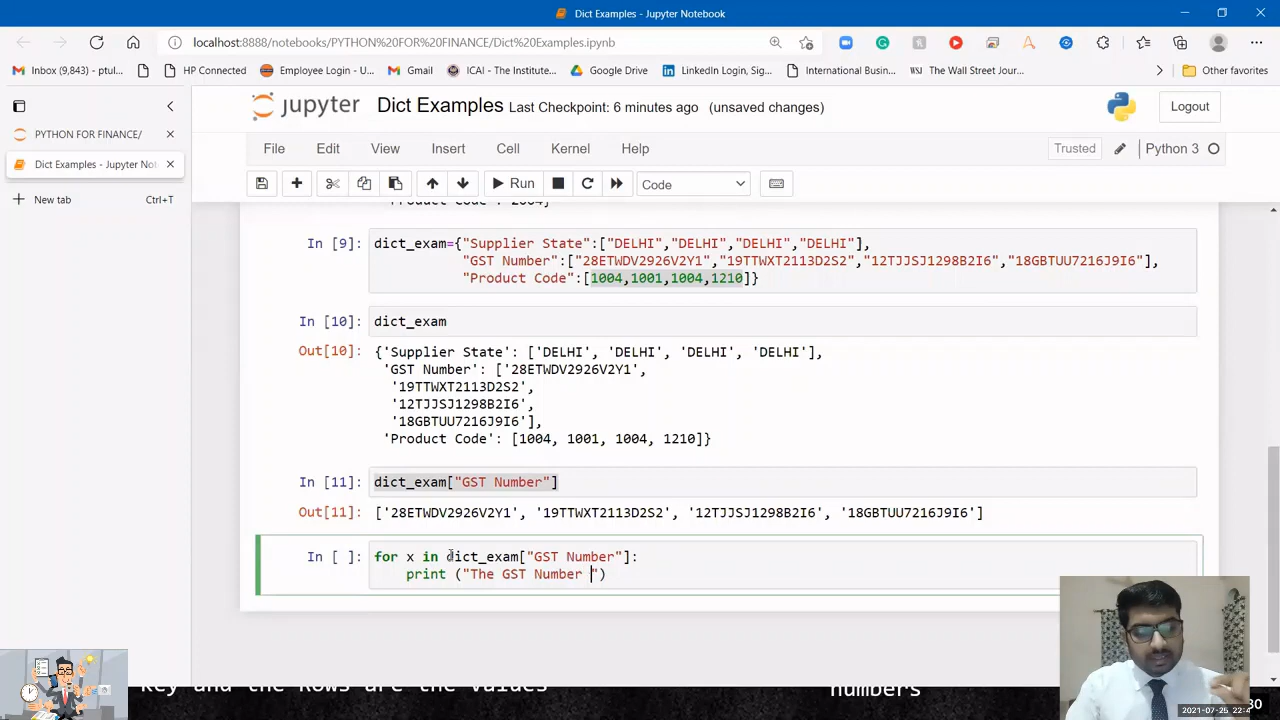 Dict Examples - Jupyter Notebook
localhost:8888/notebooks/PYTHON%20FOR%20FINANCE/Dict%20Examples.ipynb
Inbox (9,843) - ptul... HP Connected Employee Login - U... Gmail ICAI - The Institute... Google Drive LinkedIn Login, Sig... International Busin... WSJ The Wall Street Jour... Other favorites
PYTHON FOR FINANCE/
Dict Examples - Jupyter Not
New tab Ctrl+T
jupyter Dict Examples Last Checkpoint: 6 minutes ago (unsaved changes) Logout
File Edit View Insert Cell Kernel Help Trusted Python 3
Run Code
In [9]: dict_exam={"Supplier State":["DELHI","DELHI","DELHI","DELHI"],
"GST Number":["28ETWDV2926V2Y1","19TTWXT2113D2S2","12TJJSJ1298B2I6","18GBTUU7216J9I6"],
"Product Code":[1004,1001,1004,1210]}
In [10]: dict_exam
Out[10]: {'Supplier State': ['DELHI', 'DELHI', 'DELHI', 'DELHI'],
'GST Number': ['28ETWDV2926V2Y1',
'19TTWXT2113D2S2',
'12TJJSJ1298B2I6',
'18GBTUU7216J9I6'],
'Product Code': [1004, 1001, 1004, 1210]}
In [11]: dict_exam["GST Number"]
Out[11]: ['28ETWDV2926V2Y1', '19TTWXT2113D2S2', '12TJJSJ1298B2I6', '18GBTUU7216J9I6']
In [ ]: for x in dict_exam["GST Number"]:
print ("The GST Number ")
key and the Rows are the values
numbers
30